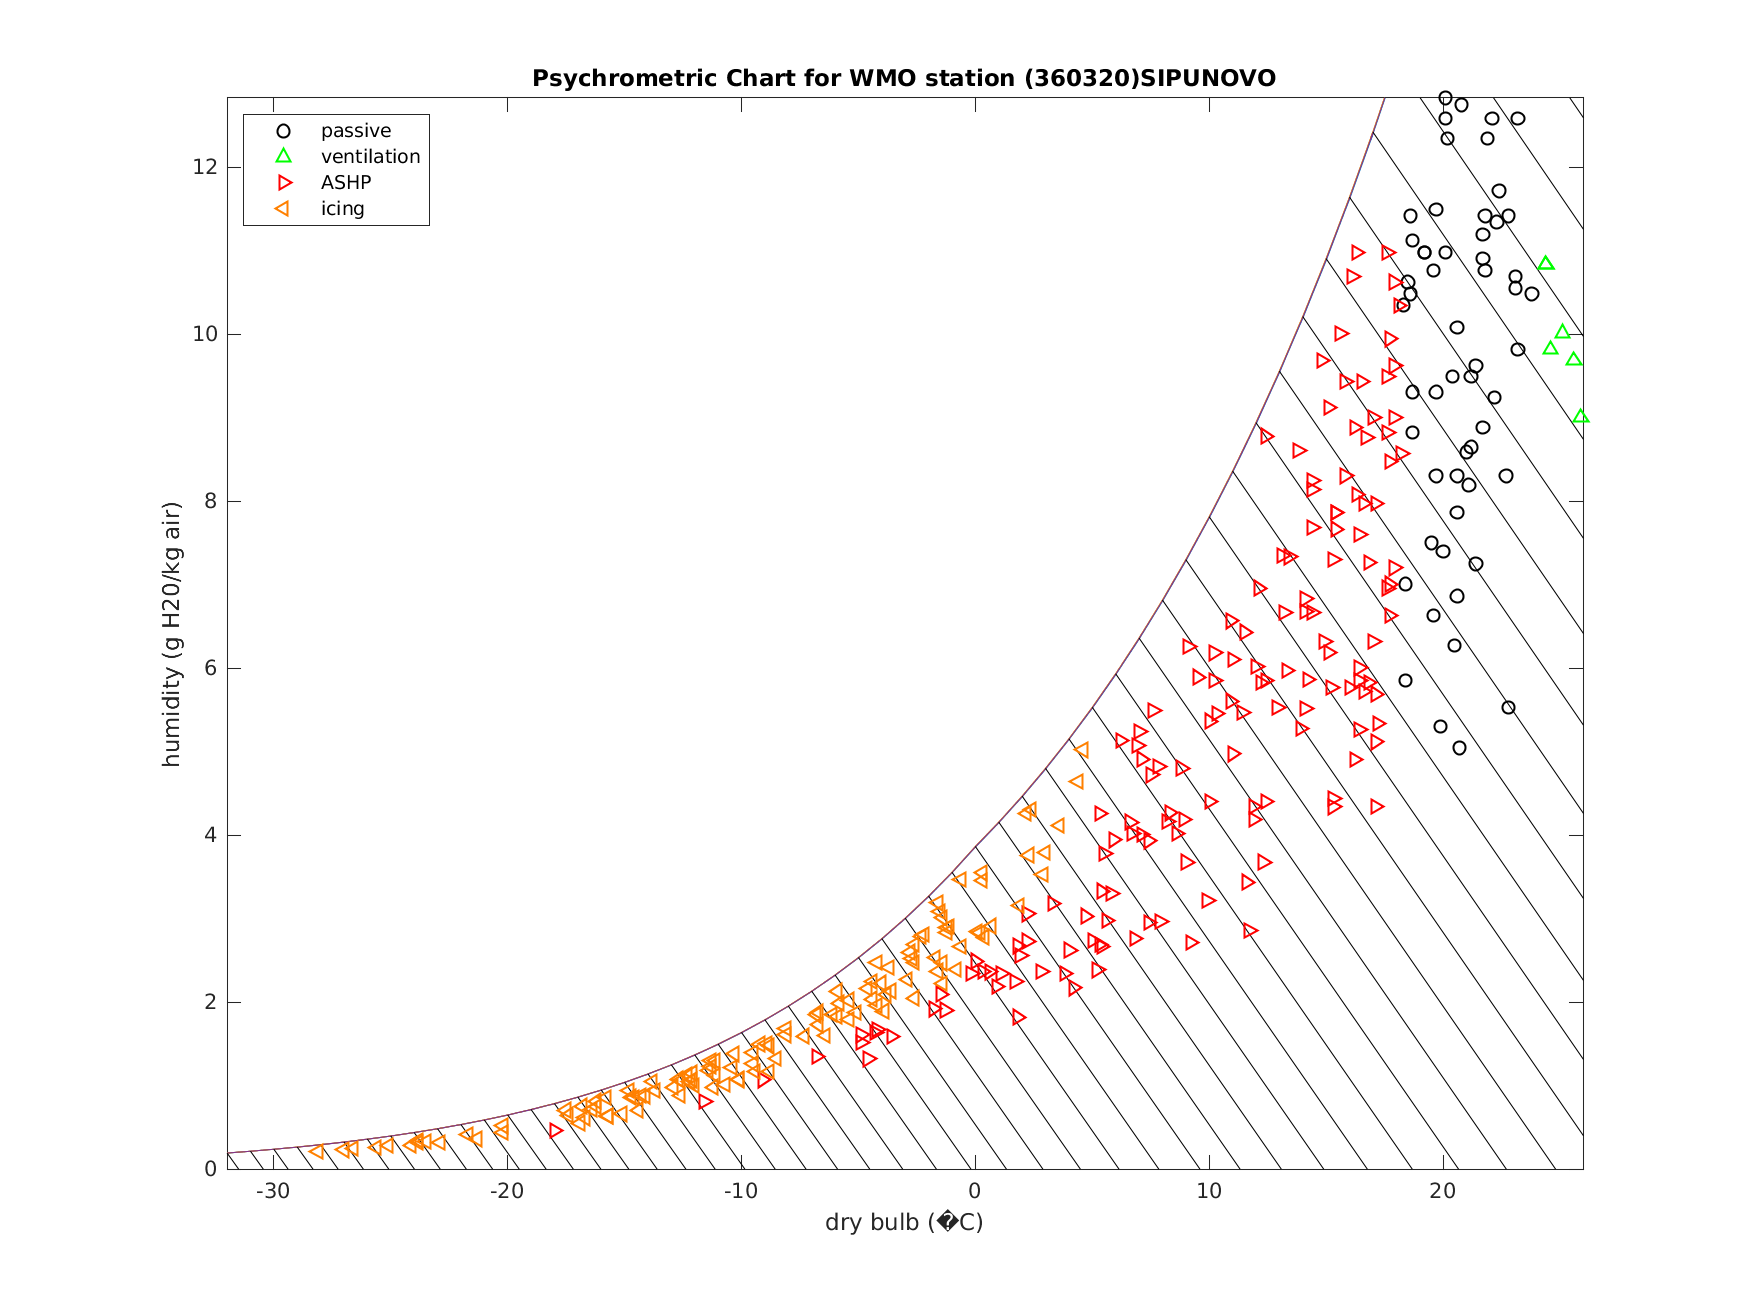 Psychrometric Chart for WMO station (360320)SIPUNOVO
passive
ventilation
ASHP
icing
humidity (g H20/kg air)
12
10
8
6
4
2
0
-30 -20 -10 0 10 20
dry bulb (�C)